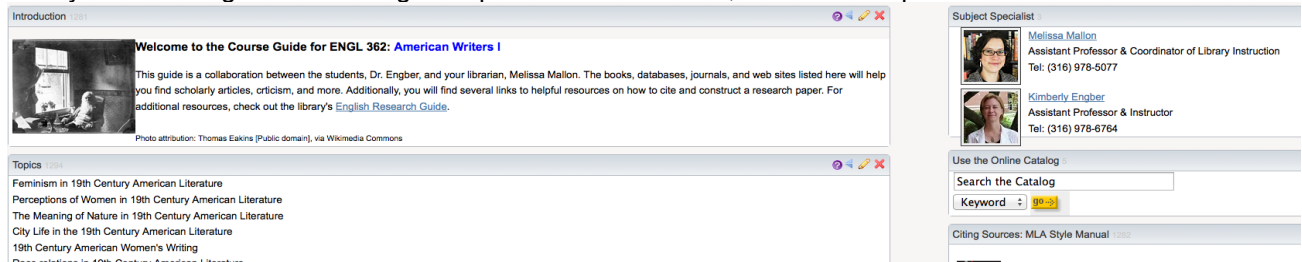 Introduction 1281
Welcome to the Course Guide for ENGL 362: American Writers I
This guide is a collaboration between the students, Dr. Engber, and your librarian, Melissa Mallon. The books, databases, journals, and web sites listed here will help
you find scholarly articles, crticism, and more. Additionally, you will find several links to helpful resources on how to cite and construct a research paper. For
additional resources, check out the library's English Research Guide.
Photo attribution: Thomas Eakins [Public domain], via Wikimedia Commons
Topics 1294
Feminism in 19th Century American Literature
Perceptions of Women in 19th Century American Literature
The Meaning of Nature in 19th Century American Literature
City Life in the 19th Century American Literature
19th Century American Women's Writing
Subject Specialist
Melissa Mallon
Assistant Professor & Coordinator of Library Instruction
Tel: (316) 978-5077
Kimberly Engber
Assistant Professor & Instructor
Tel: (316) 978-6764
Use the Online Catalog
Search the Catalog
Keyword go
Citing Sources: MLA Style Manual 1282